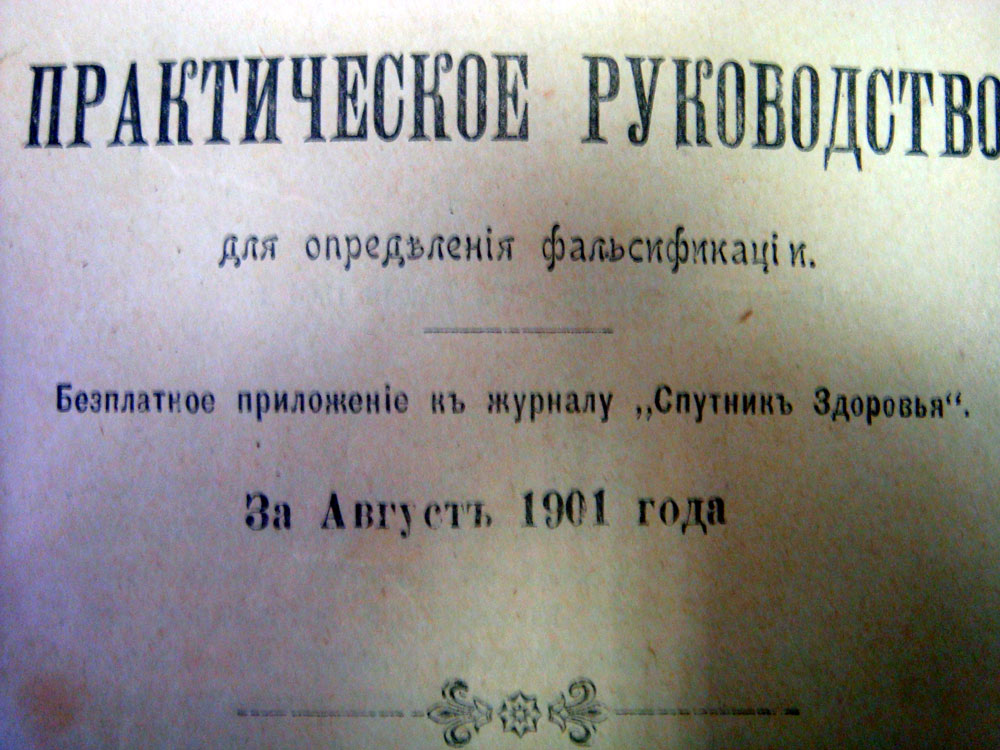 ПРАКТИЧЕСКОЕ РУКОВОДСТВО
для опредѣленія фальсификаціи.
Безплатное приложеніе къ журналу „Спутникъ Здоровья“.
За Августъ 1901 года